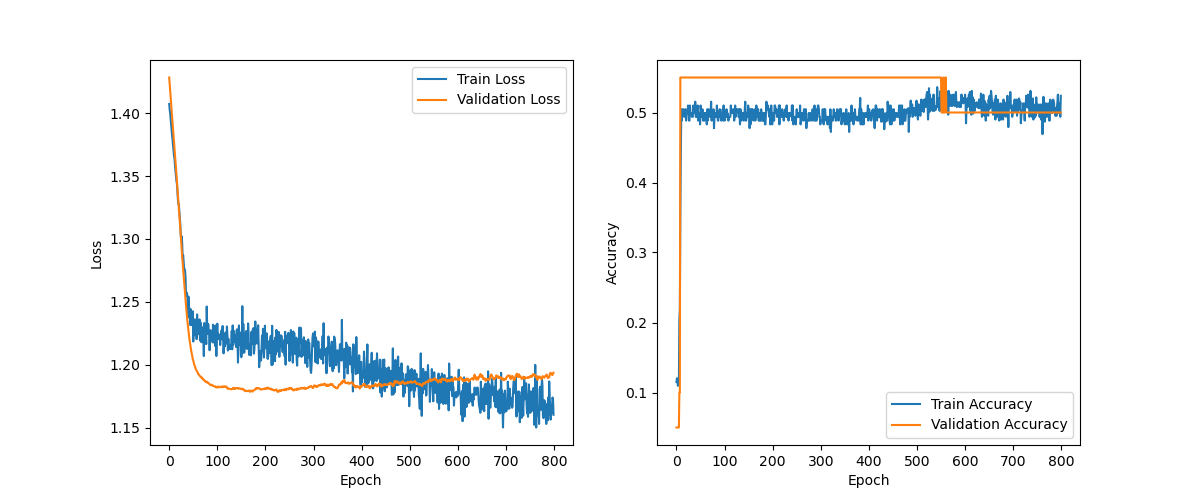 Train Loss
Validation Loss
1.40
1.35
1.30
1.25
1.20
1.15
Loss
0 100 200 300 400 500 600 700 800
Epoch
0.5
0.4
0.3
0.2
0.1
Accuracy
Train Accuracy
Validation Accuracy
0 100 200 300 400 500 600 700 800
Epoch